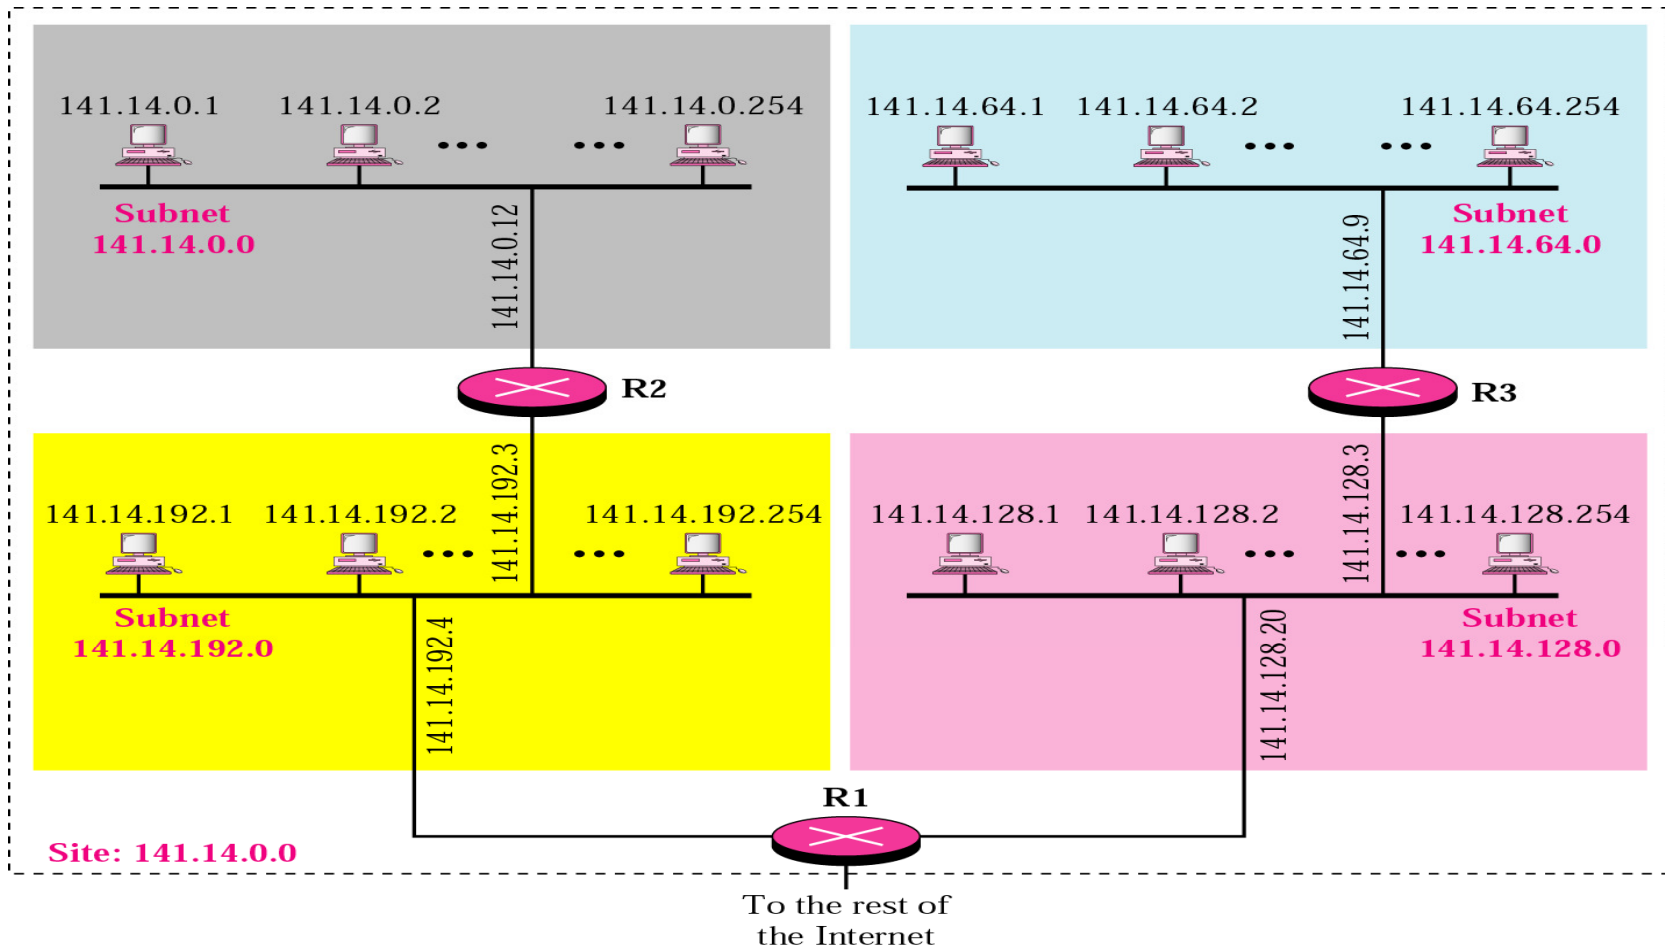 141.14.0.1 141.14.0.2 141.14.0.254
Subnet
141.14.0.0
141.14.0.12
141.14.64.1 141.14.64.2 141.14.64.254
Subnet
141.14.64.0
141.14.64.9
R2
R3
141.14.192.3
141.14.192.1 141.14.192.2 141.14.192.254
Subnet
141.14.192.0
141.14.192.4
141.14.128.3
141.14.128.1 141.14.128.2 141.14.128.254
Subnet
141.14.128.0
141.14.128.20
R1
Site: 141.14.0.0
To the rest of
the Internet